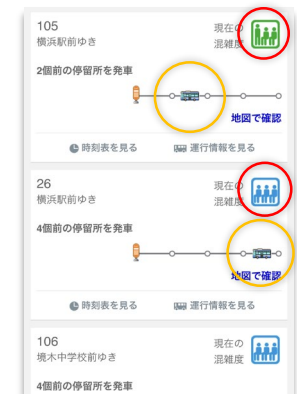 105
横浜駅前ゆき
現在の
混雑度
2個前の停留所を発車
地図で確認
時刻表を見る 運行情報を見る
26
横浜駅前ゆき
現在の
混雑度
4個前の停留所を発車
地図で確認
時刻表を見る 運行情報を見る
106
境木中学校前ゆき
現在の
混雑度
4個前の停留所を発車